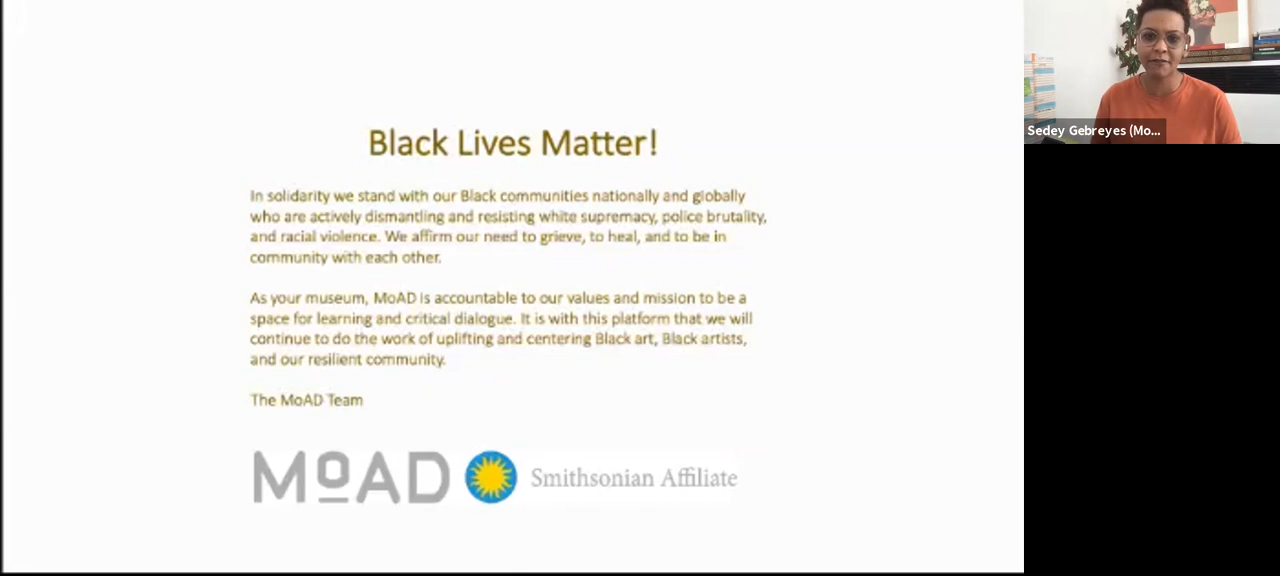 Black Lives Matter!
In solidarity we stand with our Black communities nationally and globally
who are actively dismantling and resisting white supremacy, police brutality,
and racial violence. We affirm our need to grieve, to heal, and to be in
community with each other.
As your museum, MoAD is accountable to our values and mission to be a
space for learning and critical dialogue. It is with this platform that we will
continue to do the work of uplifting and centering Black art, Black artists,
and our resilient community.
The MoAD Team
MoAD Smithsonian Affiliate
Sedey Gebreyes (Mo...